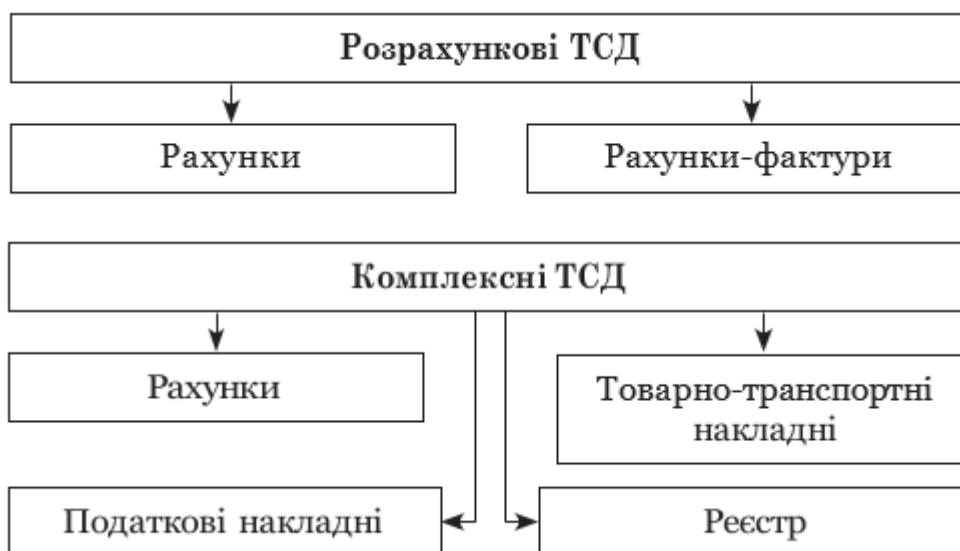 Розрахункові ТСД
Рахунки
Рахунки-фактури
Комплексні ТСД
Рахунки
Товарно-транспортні
накладні
Податкові накладні
Реєстр